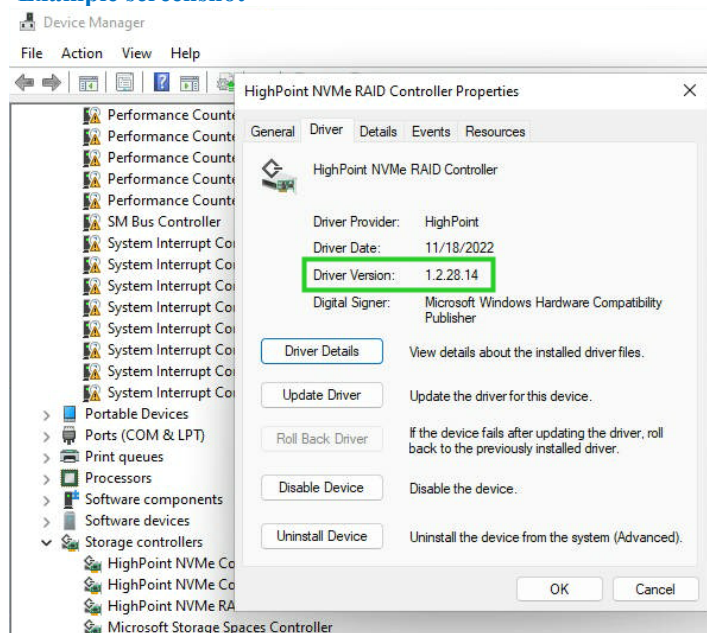 Example screenshot
Device Manager
File Action View Help
Performance Counte
Performance Counte
Performance Counte
Performance Counte
Performance Counte
SM Bus Controller
System Interrupt Co
System Interrupt Co
System Interrupt Co
System Interrupt Co
System Interrupt Co
System Interrupt Co
System Interrupt Co
System Interrupt Co
Portable Devices
Ports (COM & LPT)
Print queues
Processors
Software components
Software devices
Storage controllers
HighPoint NVMe Co
HighPoint NVMe Co
HighPoint NVMe RA
Microsoft Storage Spaces Controller
HighPoint NVMe RAID Controller Properties
General Driver Details Events Resources
HighPoint NVMe RAID Controller
Driver Provider: HighPoint
Driver Date: 11/18/2022
Driver Version: 1.2.28.14
Digital Signer: Microsoft Windows Hardware Compatibility
Publisher
Driver Details View details about the installed driver files.
Update Driver Update the driver for this device.
Roll Back Driver If the device fails after updating the driver, roll
back to the previously installed driver.
Disable Device Disable the device.
Uninstall Device Uninstall the device from the system (Advanced).
OK Cancel